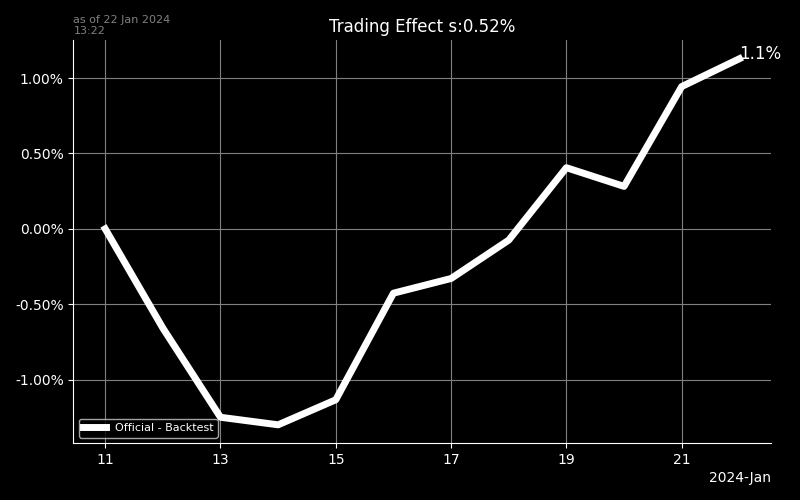 as of 22 Jan 2024
13:22
Trading Effect s:0.52%
1.1%
1.00%
0.50%
0.00%
-0.50%
-1.00%
Official - Backtest
11 13 15 17 19 21
2024-Jan